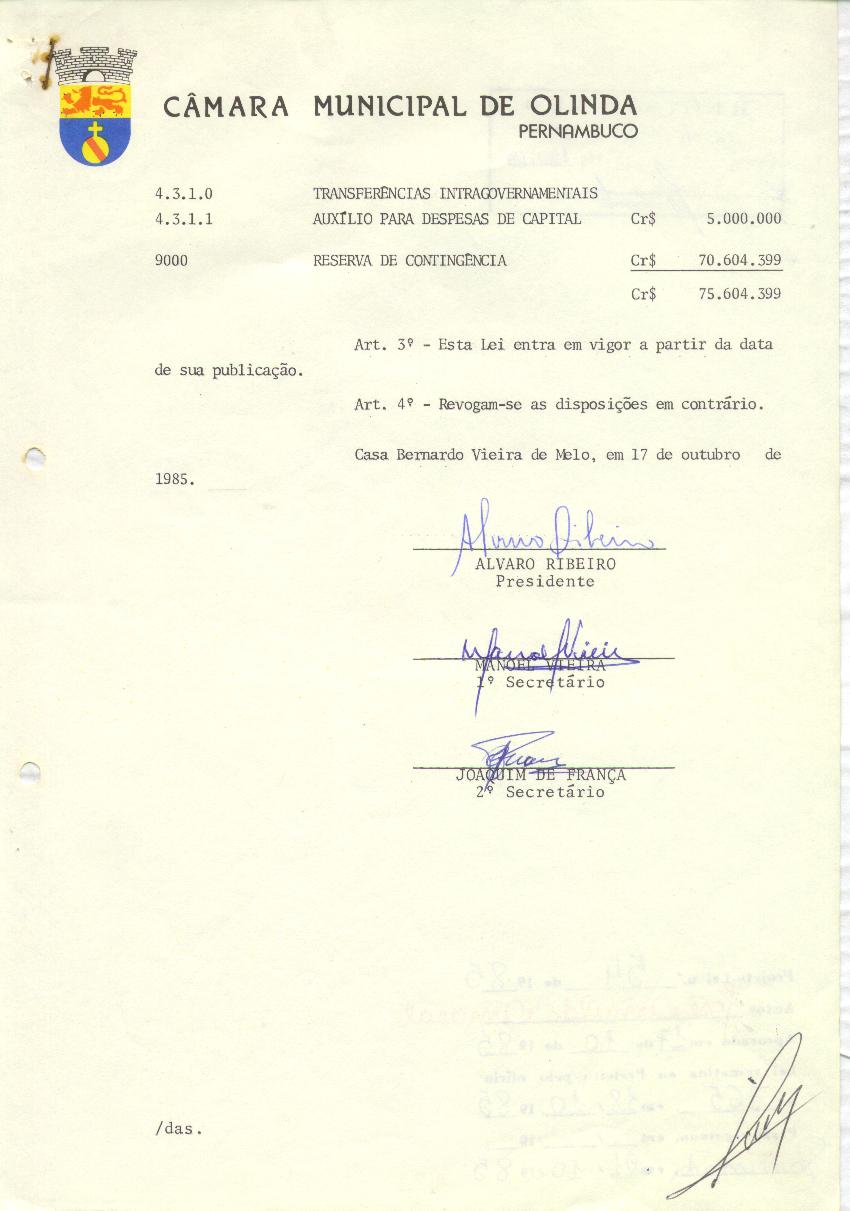 CÂMARA MUNICIPAL DE OLINDA
PERNAMBUCO
4.3.1.0 TRANSFERÊNCIAS INTRAGOVERNAMENTAIS
4.3.1.1 AUXÍLIO PARA DESPESAS DE CAPITAL Cr$ 5.000.000
9000 RESERVA DE CONTINGÊNCIA Cr$ 70.604.399
Cr$ 75.604.399
Art. 3º - Esta Lei entra em vigor a partir da data
de sua publicação.
Art. 4º - Revogam-se as disposições em contrário.
Casa Bernardo Vieira de Melo, em 17 de outubro de
1985.
Alvaro Ribeiro
ALVARO RIBEIRO
Presidente
Manoel Vieira
MANOEL VIEIRA
1º Secretário
JOAQUIM DE FRANÇA
2º Secretário
/das.